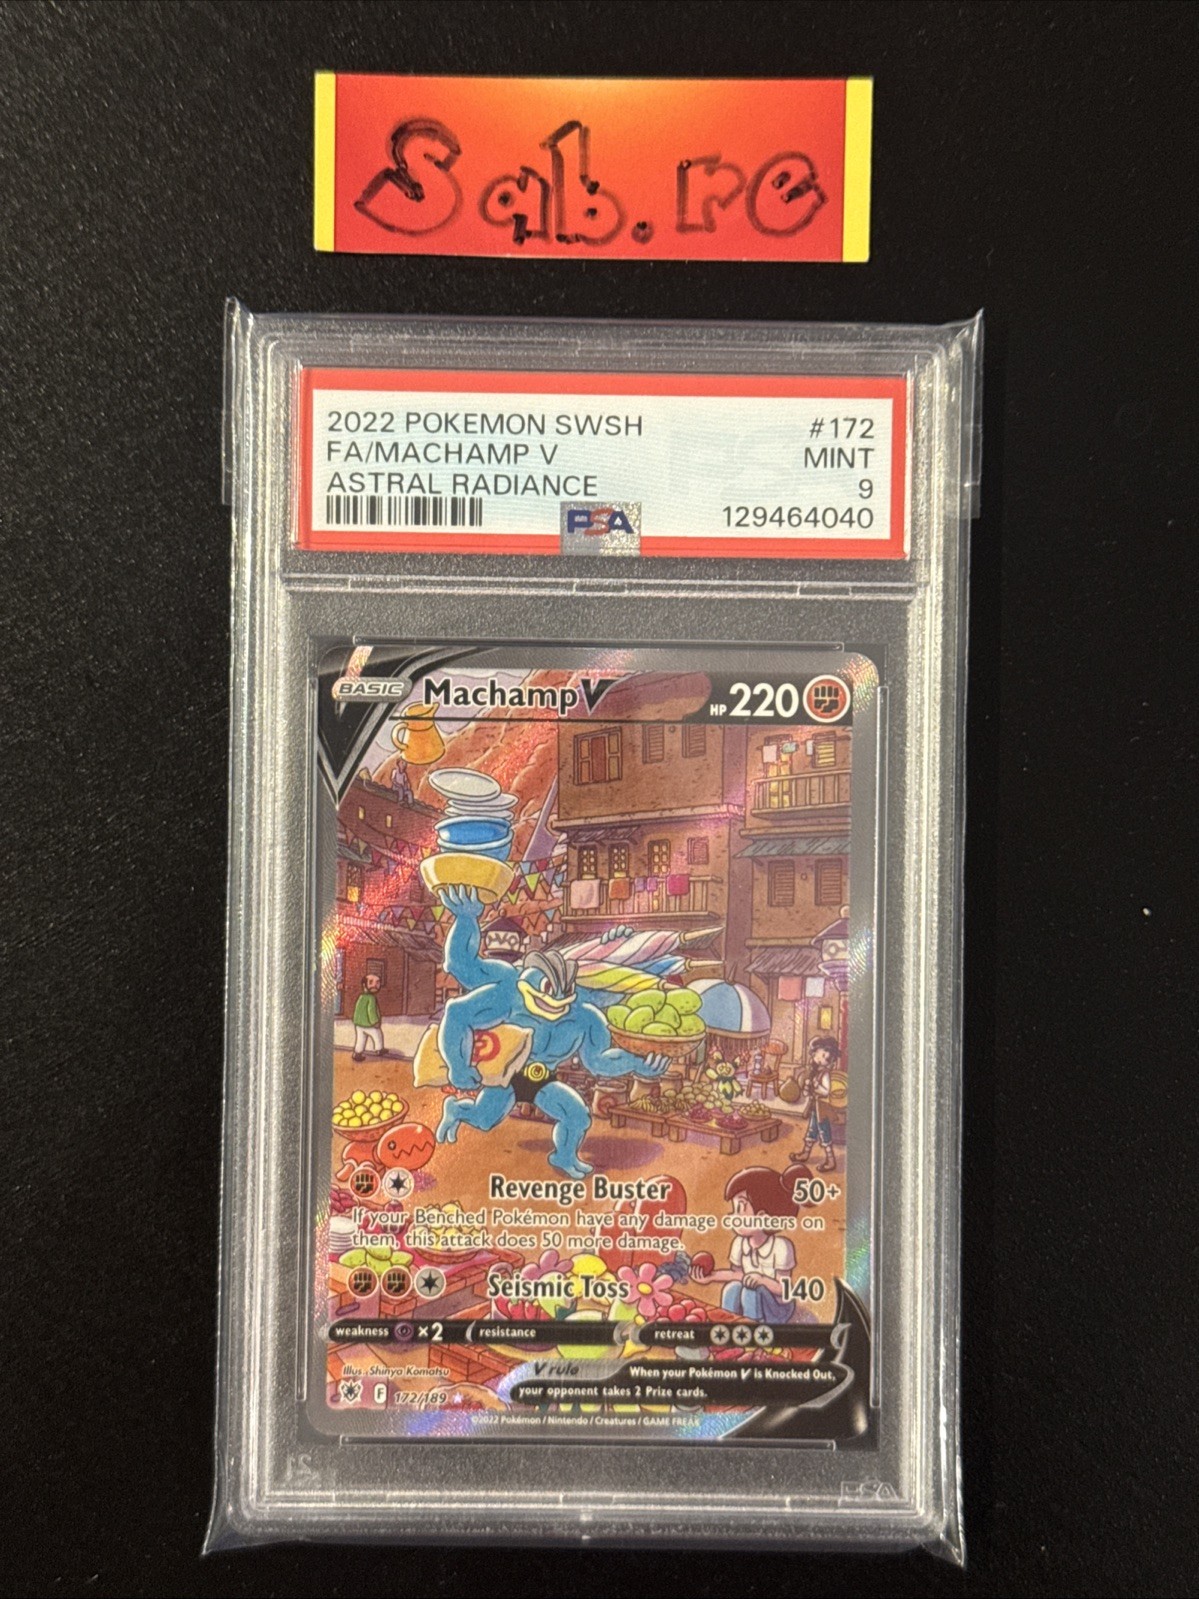 Sab.re
2022 POKEMON SWSH #172
FA/MACHAMP V MINT
ASTRAL RADIANCE 9
PSA 129464040
BASIC Machamp V HP 220
Revenge Buster 50+
If your Benched Pokémon have any damage counters on
them, this attack does 50 more damage.
Seismic Toss 140
weakness ×2 resistance retreat
Illus. Shinya Komatsu V rule When your Pokémon V is Knocked Out,
your opponent takes 2 Prize cards.
F 172/189
©2022 Pokémon / Nintendo / Creatures / GAME FREAK
PSA